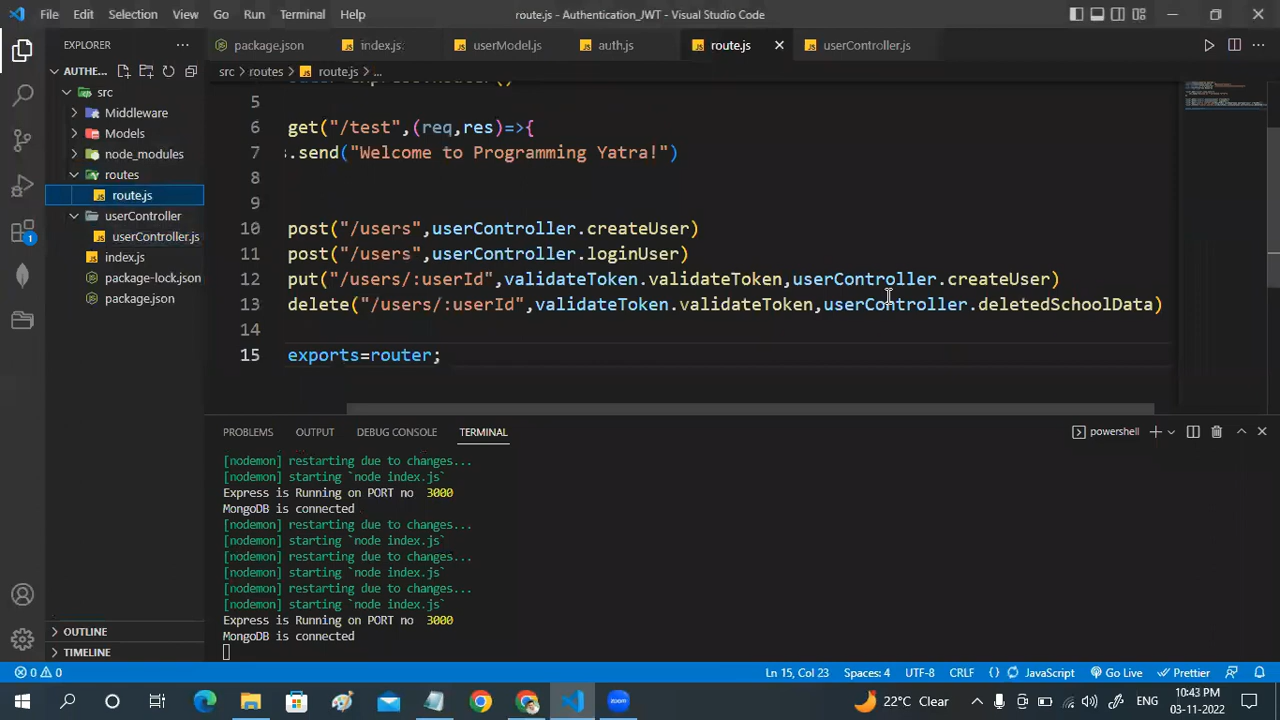 File Edit Selection View Go Run Terminal Help route.js - Authentication_JWT - Visual Studio Code
EXPLORER ... package.json index.js userModel.js auth.js route.js userController.js
AUTHE...
src > routes > route.js > ...
src
Middleware
Models
node_modules
routes
route.js
userController
userController.js
index.js
package-lock.json
package.json
OUTLINE
TIMELINE
1
5
6 get("/test",(req,res)=>{
7 s.send("Welcome to Programming Yatra!")
8
9
10 post("/users",userController.createUser)
11 post("/users",userController.loginUser)
12 put("/users/:userId",validateToken.validateToken,userController.createUser)
13 delete("/users/:userId",validateToken.validateToken,userController.deletedSchoolData)
14
15 exports=router;
PROBLEMS OUTPUT DEBUG CONSOLE TERMINAL powershell
[nodemon] restarting due to changes...
[nodemon] starting `node index.js`
Express is Running on PORT no 3000
MongoDB is connected
[nodemon] restarting due to changes...
[nodemon] starting `node index.js`
[nodemon] restarting due to changes...
[nodemon] starting `node index.js`
[nodemon] restarting due to changes...
[nodemon] starting `node index.js`
Express is Running on PORT no 3000
MongoDB is connected
0 0 Ln 15, Col 23 Spaces: 4 UTF-8 CRLF {} JavaScript Go Live Prettier
zoom 22°C Clear ENG 10:43 PM
03-11-2022